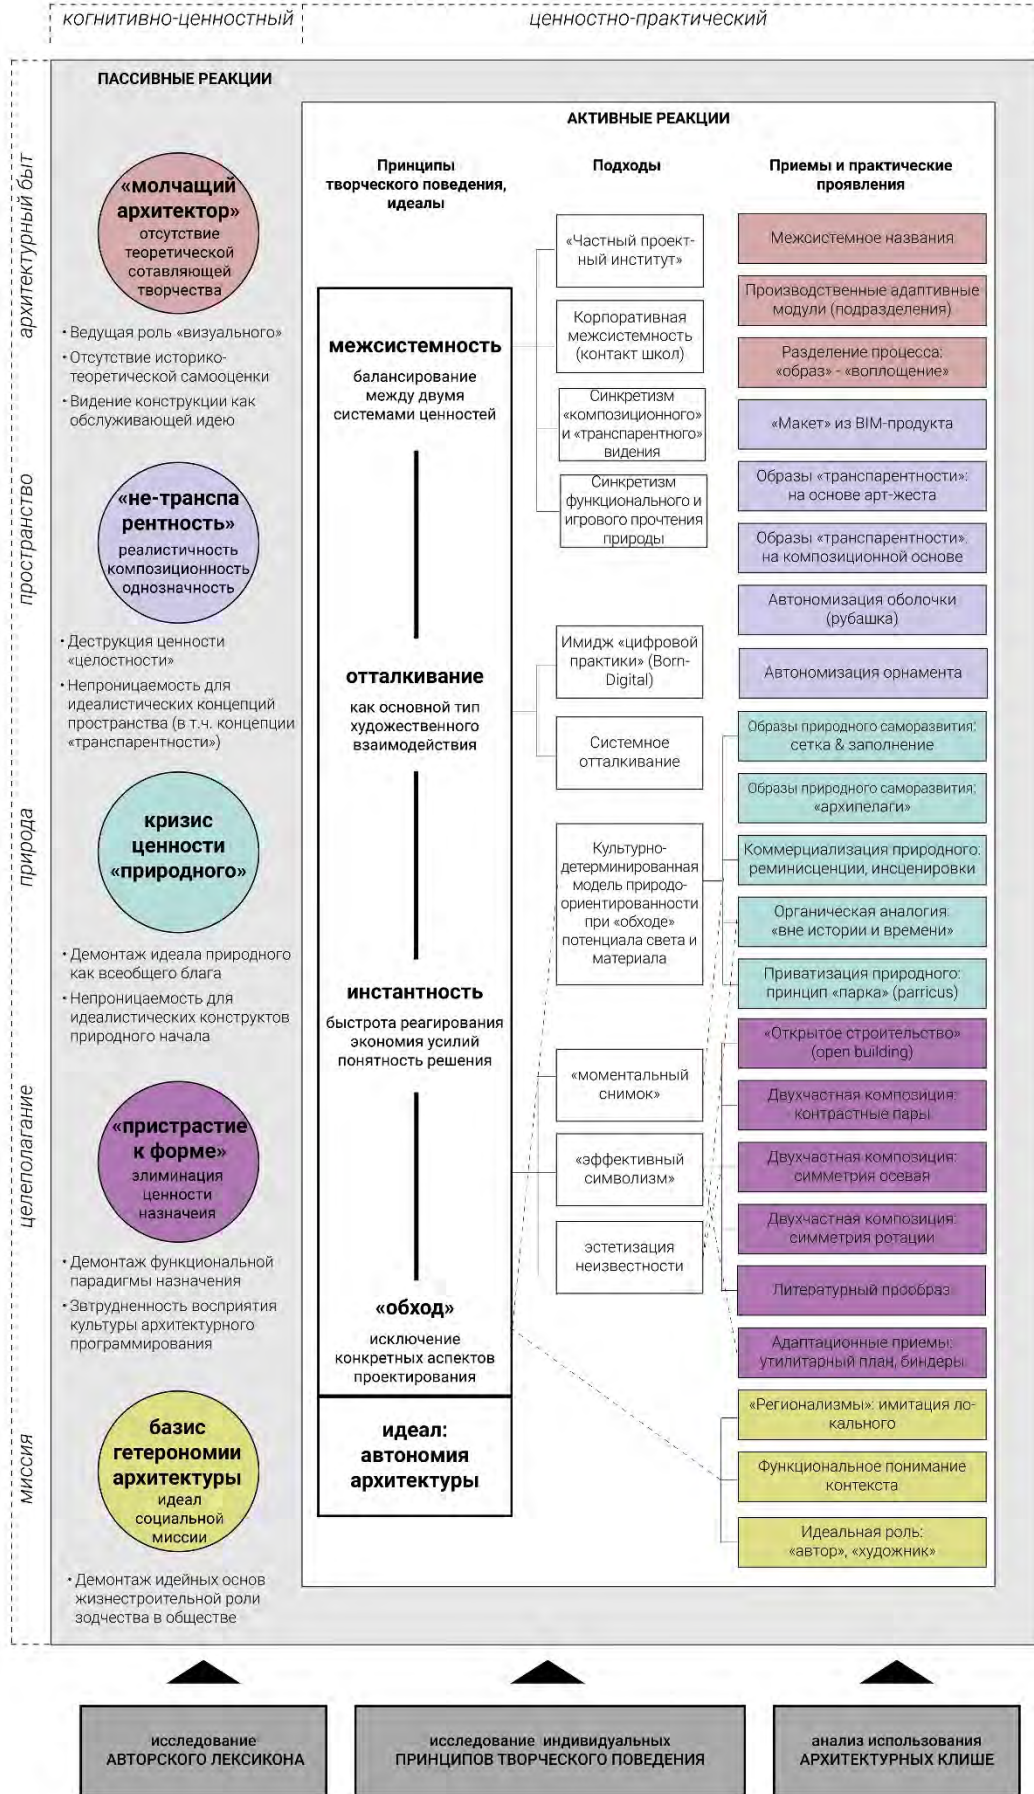 когнитивно-ценностный
ценностно-практический
архитектурный быт
пространство
природа
целеполагание
миссия
ПАССИВНЫЕ РЕАКЦИИ
«молчащий
архитектор»
отсутствие
теоретической
сотавляющей
творчества
• Ведущая роль «визуального»
• Отсутствие историко-
теоретической самооценки
• Видение конструкции как
обслуживающей идею
«не-транспа
рентность»
реалистичность
композиционность
однозначность
• Деструкция ценности
«целостности»
• Непроницаемость для
идеалистических концепций
пространства (в т.ч. концепции
«транспарентности»)
кризис
ценности
«природного»
• Демонтаж идеала природного
как всеобщего блага
• Непроницаемость для
идеалистических конструктов
природного начала
«пристрастие
к форме»
элиминация
ценности
назначеия
• Демонтаж функциональной
парадигмы назначения
• Звтрудненность восприятия
культуры архитектурного
программирования
базис
гетерономии
архитектуры
идеал
социальной
миссии
• Демонтаж идейных основ
жизнестроительной роли
зодчества в обществе
АКТИВНЫЕ РЕАКЦИИ
Принципы
творческого поведения,
идеалы
межсистемность
балансирование
между двумя
системами ценностей
отталкивание
как основной тип
художественного
взаимодействия
инстантность
быстрота реагирования
экономия усилий
понятность решения
«обход»
исключение
конкретных аспектов
проектирования
идеал:
автономия
архитектуры
Подходы
«Частный проект-
ный институт»
Корпоративная
межсистемность
(контакт школ)
Синкретизм
«композиционного»
и «транспарентного»
видения
Синкретизм
функционального и
игрового прочтения
природы
Имидж «цифровой
практики» (Born-
Digital)
Системное
отталкивание
Культурно-
детерминированная
модель природо-
ориентированности
при «обходе»
потенциала света и
материала
«моментальный
снимок»
«эффективный
символизм»
эстетизация
неизвестности
Приемы и практические
проявления
Межсистемное названия
Производственные адаптивные
модули (подразделения)
Разделение процесса:
«образ» - «воплощение»
«Макет» из BIM-продукта
Образы «транспарентности»:
на основе арт-жеста
Образы «транспарентности».
на композиционной основе
Автономизация оболочки
(рубашка)
Автономизация орнамента
Образы природного саморазвития:
сетка & заполнение
Образы природного саморазвития:
«архипелаги»
Коммерциализация природного:
реминисценции, инсценировки
Органическая аналогия:
«вне истории и времени»
Приватизация природного:
принцип «парка» (parricus)
«Открытое строительство»
(open building)
Двухчастная композиция:
контрастные пары
Двухчастная композиция:
симметрия осевая
Двухчастная композиция:
симметрия ротации
Литературный прообраз
Адаптационные приемы:
утилитарный план, биндеры
«Регионализмы»: имитация ло-
кального
Функциональное понимание
контекста
Идеальная роль:
«автор», «художник»
исследование
АВТОРСКОГО ЛЕКСИКОНА
исследование индивидуальных
ПРИНЦИПОВ ТВОРЧЕСКОГО ПОВЕДЕНИЯ
анализ использования
АРХИТЕКТУРНЫХ КЛИШЕ